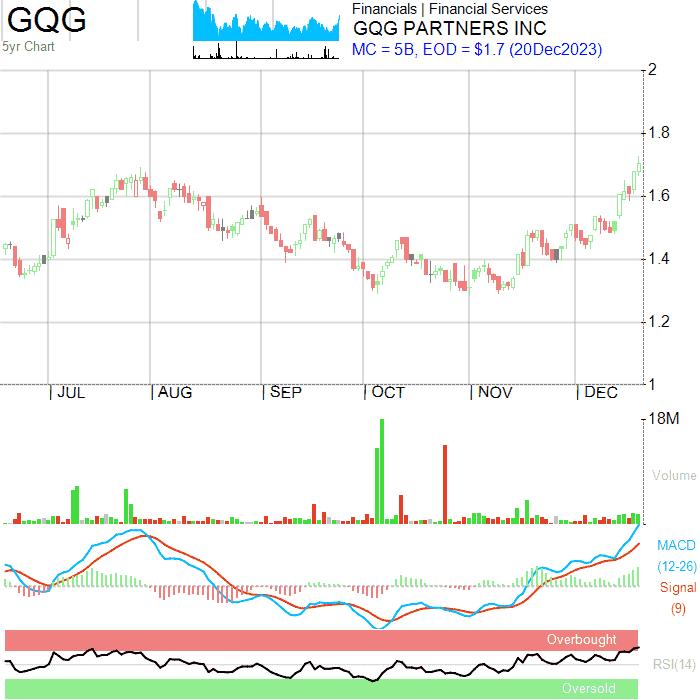 GQG
5yr Chart
Financials | Financial Services
GQG PARTNERS INC
MC = 5B, EOD = $1.7 (20Dec2023)
2
1.8
1.6
1.4
1.2
1
| JUL | AUG | SEP | OCT | NOV | DEC
18M
Volume
MACD
(12-26)
Signal
(9)
Overbought
RSI(14)
Oversold